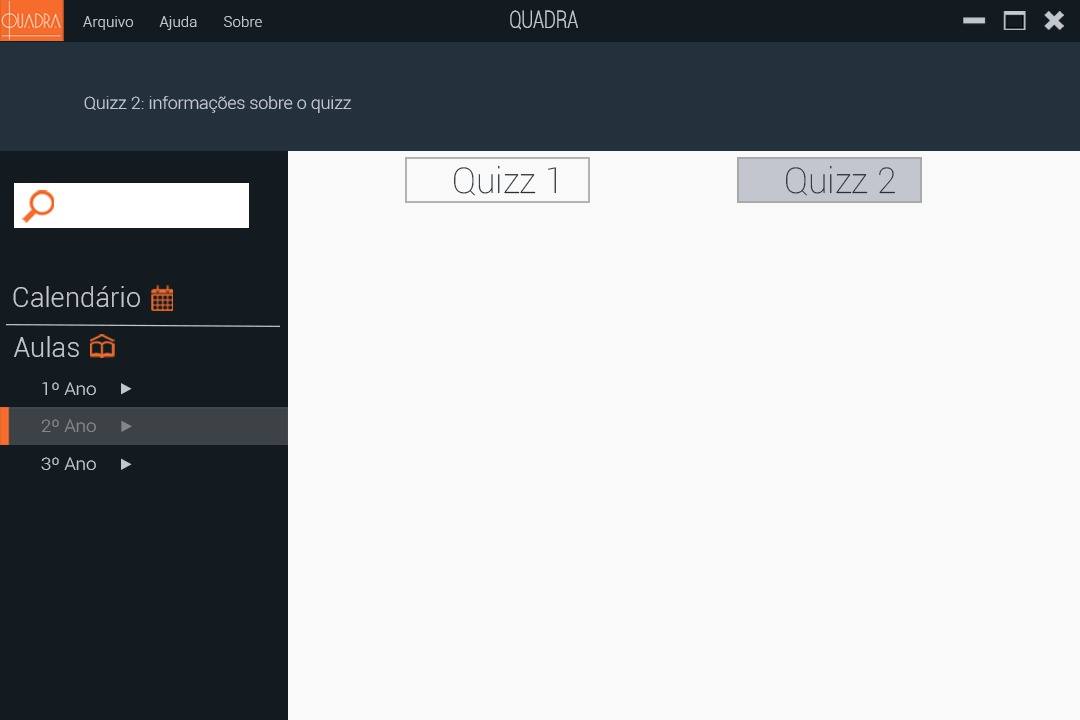 QUADRA
Arquivo Ajuda Sobre
QUADRA
Quizz 2: informações sobre o quizz
Quizz 1
Quizz 2
Calendário
Aulas
1º Ano
2º Ano
3º Ano